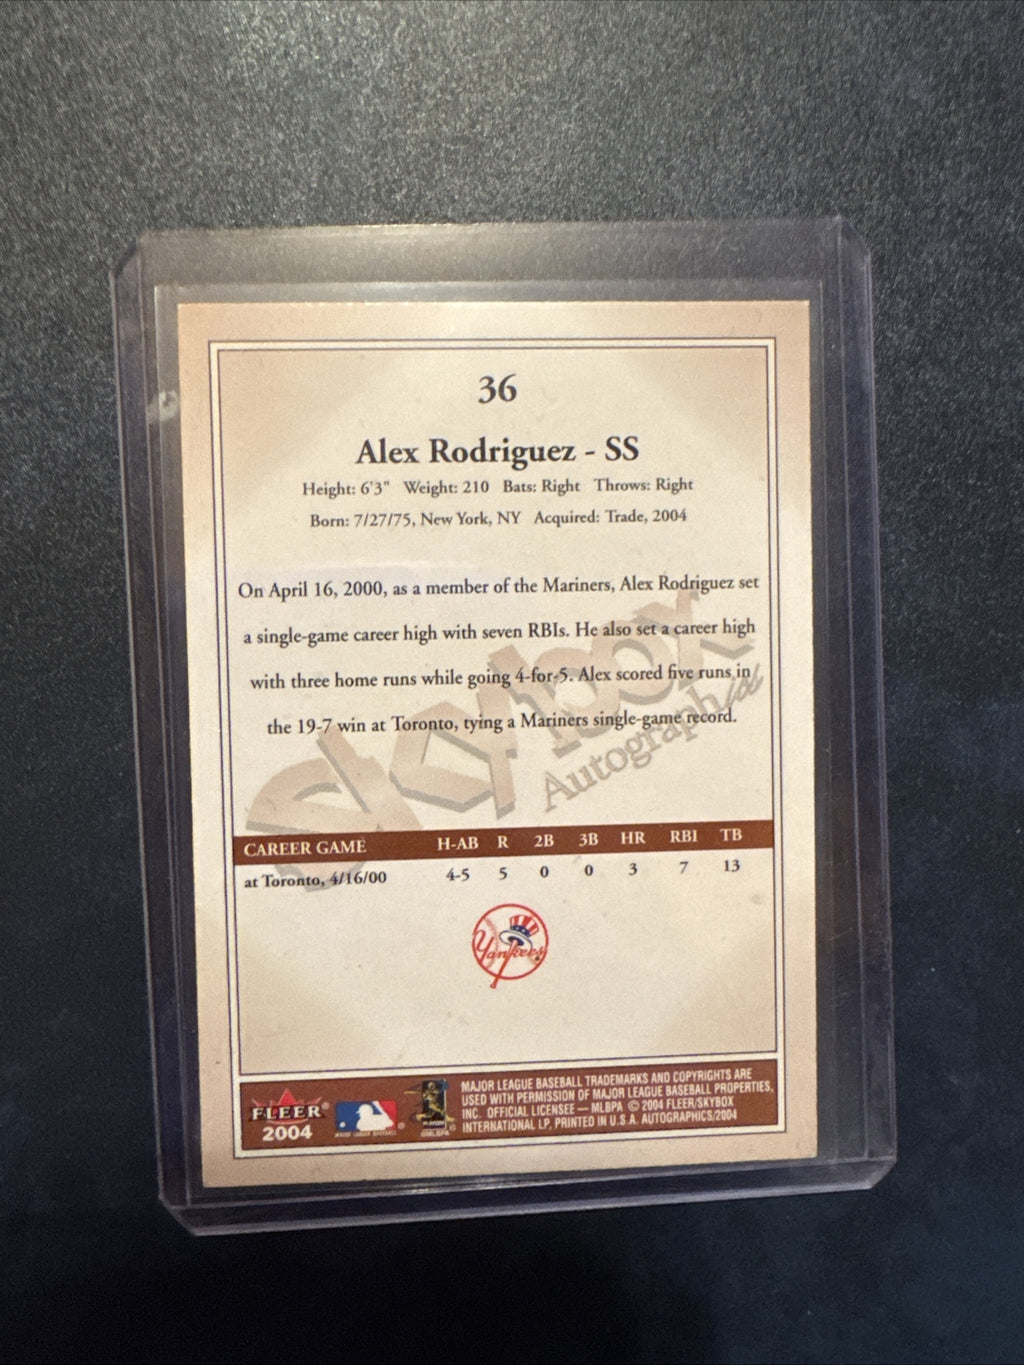 36
Alex Rodriguez - SS
Height: 6'3" Weight: 210 Bats: Right Throws: Right
Born: 7/27/75, New York, NY Acquired: Trade, 2004
On April 16, 2000, as a member of the Mariners, Alex Rodriguez set
a single-game career high with seven RBIs. He also set a career high
with three home runs while going 4-for-5. Alex scored five runs in
the 19-7 win at Toronto, tying a Mariners single-game record.
Skybox
Autographics
CAREER GAME H-AB R 2B 3B HR RBI TB
at Toronto, 4/16/00 4-5 5 0 0 3 7 13
Yankees
FLEER®
2004
MAJOR LEAGUE BASEBALL TRADEMARKS AND COPYRIGHTS ARE
USED WITH PERMISSION OF MAJOR LEAGUE BASEBALL PROPERTIES,
INC. OFFICIAL LICENSEE — MLBPA © 2004 FLEER/SKYBOX
INTERNATIONAL LP, PRINTED IN U.S.A. AUTOGRAPHICS/2004
MAJOR LEAGUE BASEBALL
PLAYERS
©MLBPA